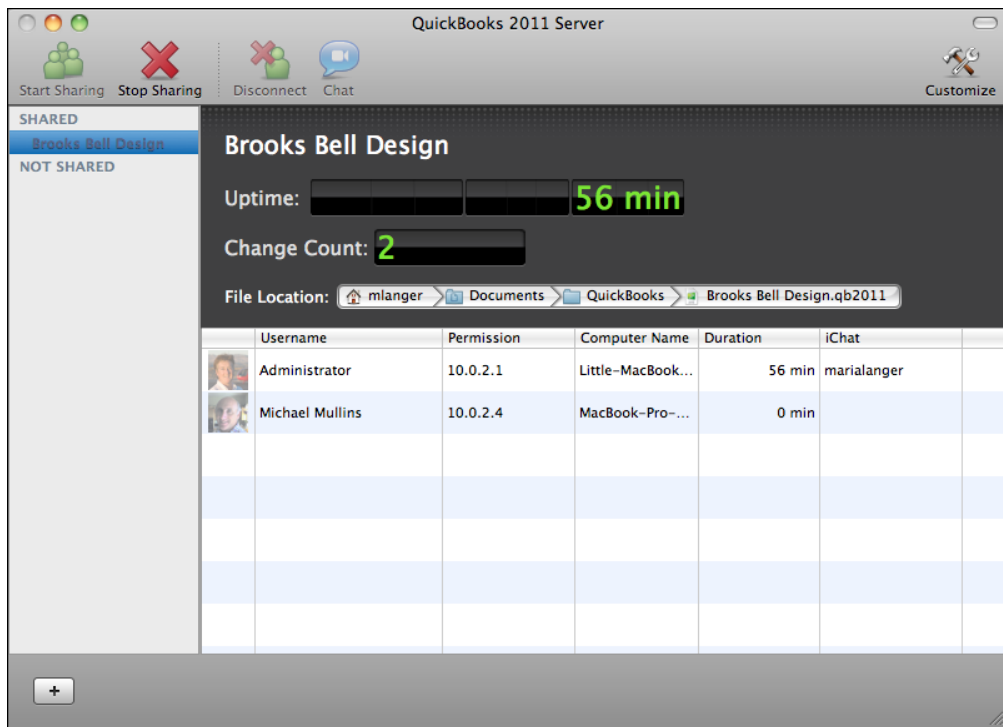 QuickBooks 2011 Server
Start Sharing Stop Sharing Disconnect Chat Customize
SHARED
Brooks Bell Design
NOT SHARED
Brooks Bell Design
Uptime: 56 min
Change Count: 2
File Location: mlanger Documents QuickBooks Brooks Bell Design.qb2011
Username Permission Computer Name Duration iChat
Administrator 10.0.2.1 Little-MacBook... 56 min marialanger
Michael Mullins 10.0.2.4 MacBook-Pro-... 0 min
+